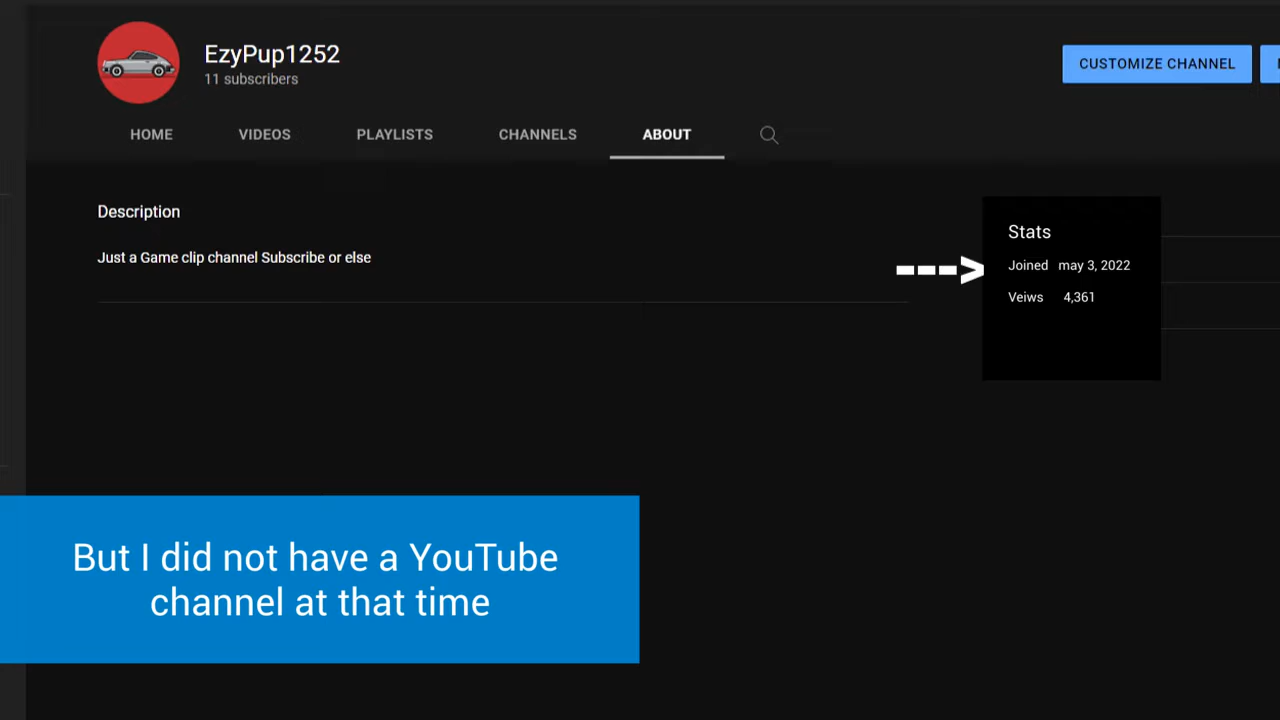 EzyPup1252
11 subscribers
CUSTOMIZE CHANNEL
HOME VIDEOS PLAYLISTS CHANNELS ABOUT
Description
Just a Game clip channel Subscribe or else
Stats
Joined may 3, 2022
Veiws 4,361
But I did not have a YouTube
channel at that time